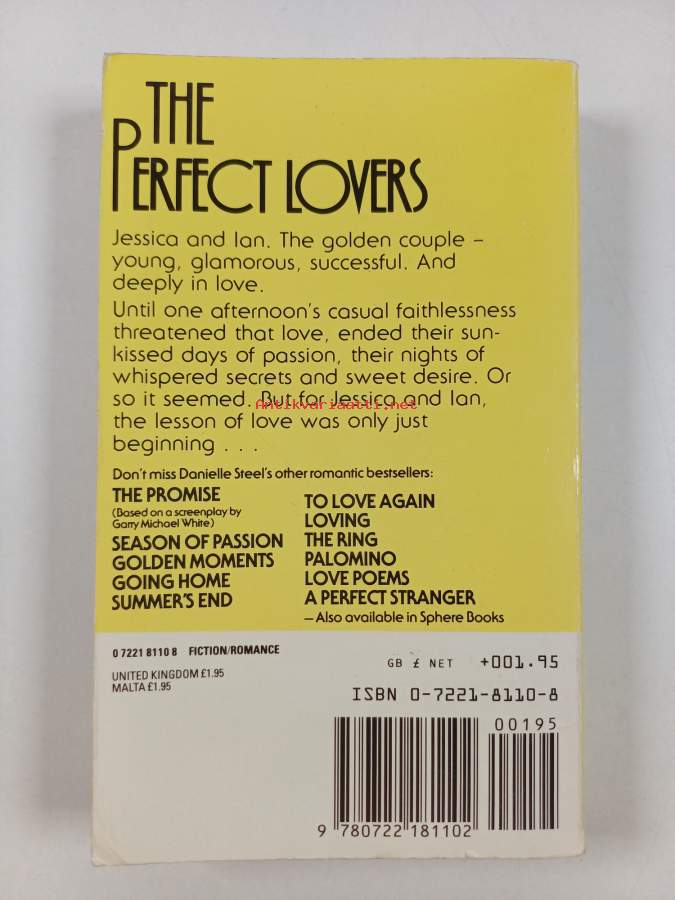 THE
PERFECT LOVERS
Jessica and Ian. The golden couple –
young, glamorous, successful. And
deeply in love.
Until one afternoon's casual faithlessness
threatened that love, ended their sun-
kissed days of passion, their nights of
whispered secrets and sweet desire. Or
so it seemed. But for Jessica and Ian,
Antikvariaatti.net
the lesson of love was only just
beginning . . .
Don't miss Danielle Steel's other romantic bestsellers:
THE PROMISE
(Based on a screenplay by
Garry Michael White)
SEASON OF PASSION
GOLDEN MOMENTS
GOING HOME
SUMMER'S END
TO LOVE AGAIN
LOVING
THE RING
PALOMINO
LOVE POEMS
A PERFECT STRANGER
– Also available in Sphere Books
0 7221 8110 8 FICTION/ROMANCE
UNITED KINGDOM £1.95
MALTA £1.95
GB £ NET +001.95
ISBN 0-7221-8110-8
00195
9 780722 181102